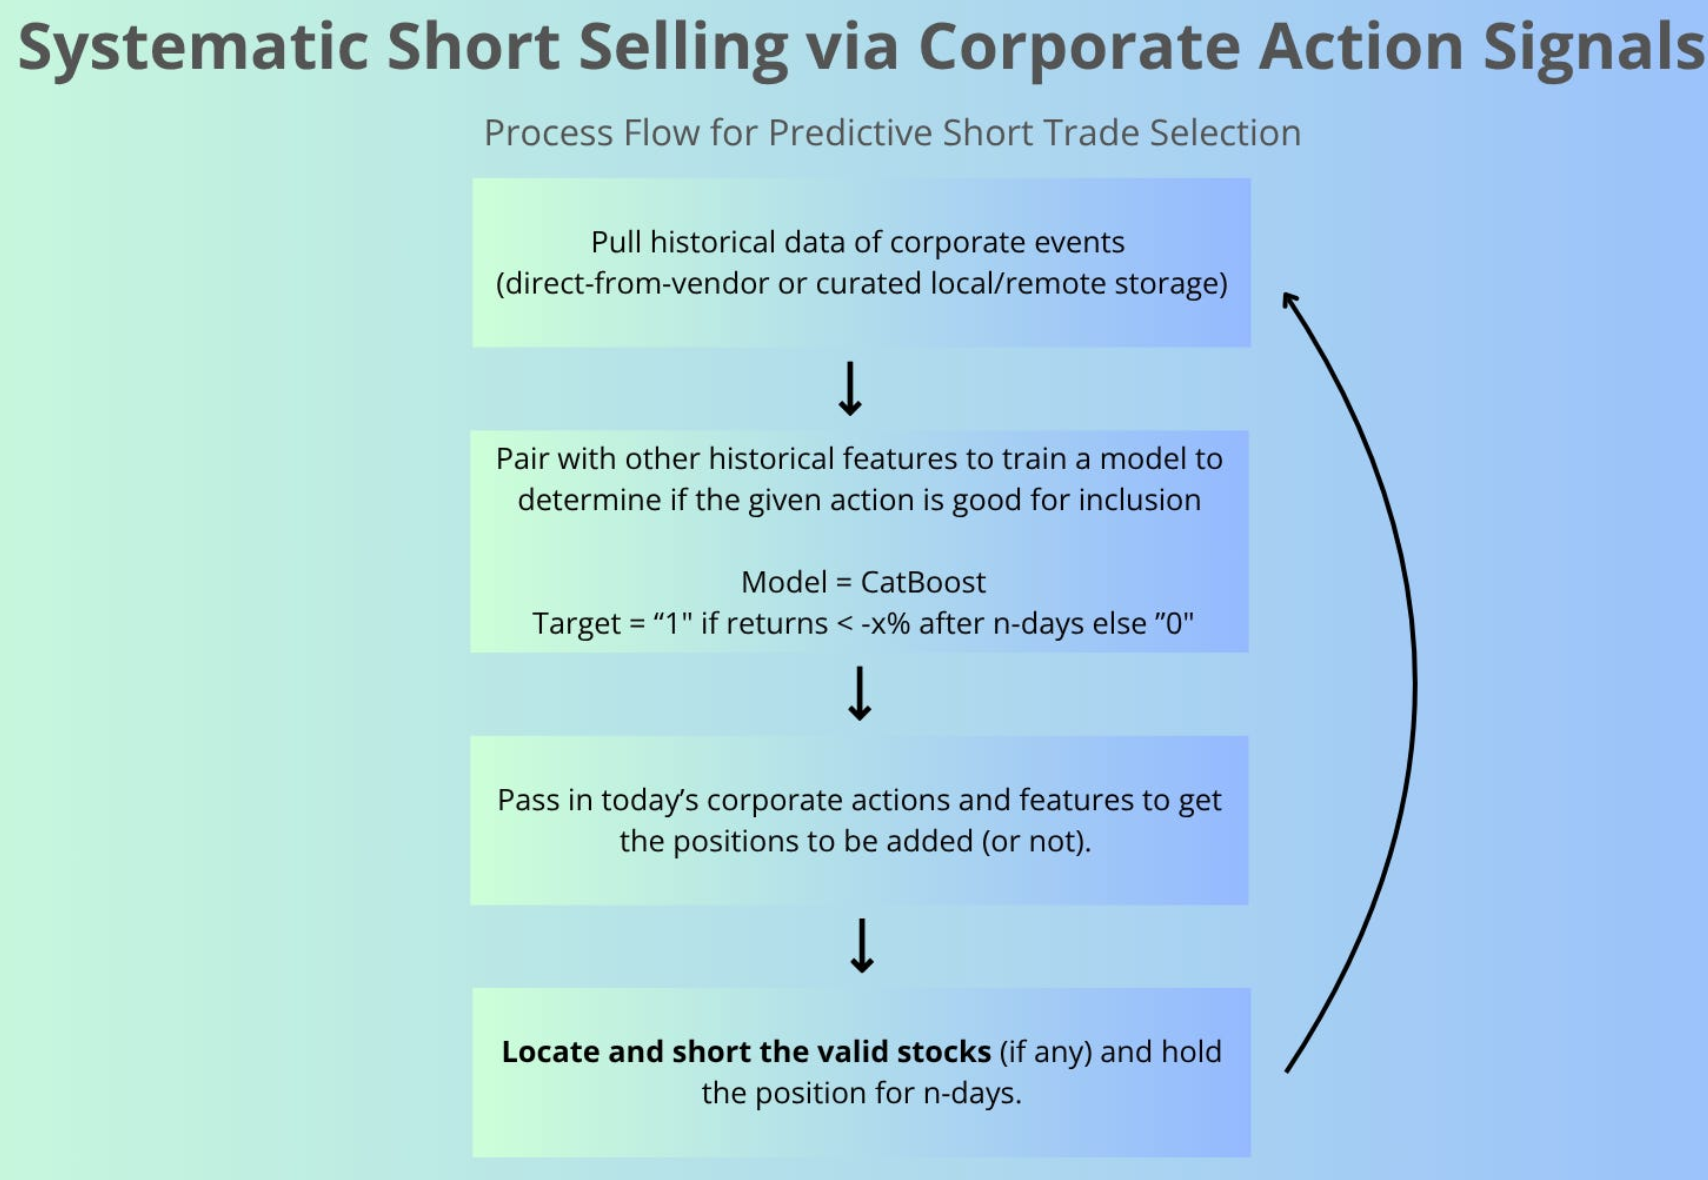 Systematic Short Selling via Corporate Action Signals
Process Flow for Predictive Short Trade Selection
Pull historical data of corporate events
(direct-from-vendor or curated local/remote storage)
Pair with other historical features to train a model to
determine if the given action is good for inclusion
Model = CatBoost
Target = “1" if returns < -x% after n-days else ”0"
Pass in today’s corporate actions and features to get
the positions to be added (or not).
Locate and short the valid stocks (if any) and hold
the position for n-days.